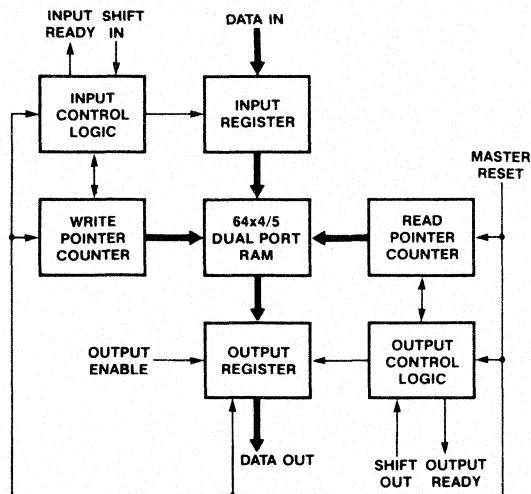 INPUT
READY
SHIFT
IN
DATA IN
INPUT
CONTROL
LOGIC
INPUT
REGISTER
MASTER
RESET
WRITE
POINTER
COUNTER
64x4/5
DUAL PORT
RAM
READ
POINTER
COUNTER
OUTPUT
ENABLE
OUTPUT
REGISTER
OUTPUT
CONTROL
LOGIC
DATA OUT
SHIFT
OUT
OUTPUT
READY